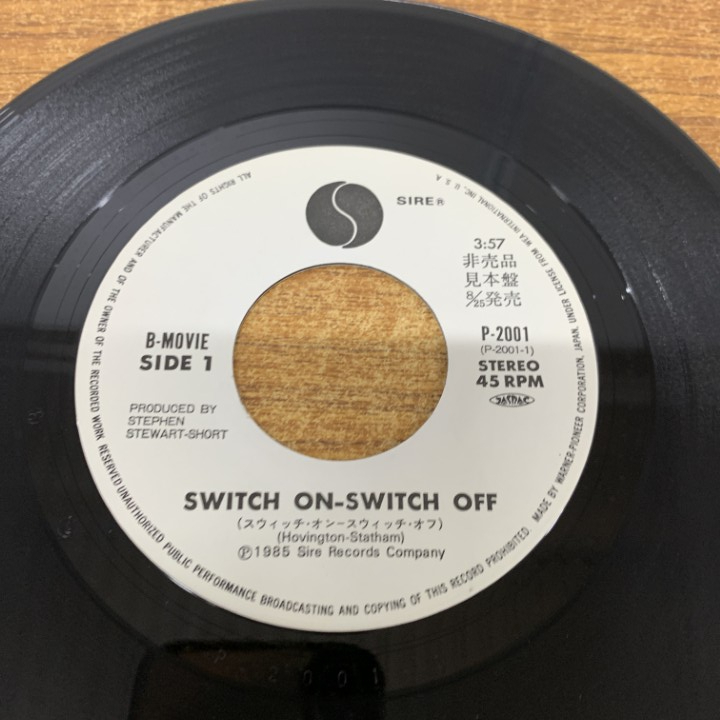 SIRE®
3:57
非売品
見本盤
8/25発売
B-MOVIE
SIDE 1
P-2001
(P-2001-1)
STEREO
45 RPM
JASRAC
PRODUCED BY
STEPHEN
STEWART-SHORT
SWITCH ON-SWITCH OFF
(スウィッチ・オン-スウィッチ・オフ)
(Hovington-Statham)
Ⓟ1985 Sire Records Company
ALL RIGHTS OF THE MANUFACTURER AND OF THE OWNER OF THE RECORDED WORK RESERVED UNAUTHORIZED PUBLIC PERFORMANCE BROADCASTING AND COPYING OF THIS RECORD PROHIBITED. MADE BY WARNER-PIONEER CORPORATION, JAPAN, UNDER LICENSE FROM WEA INTERNATIONAL INC., U. S. A.